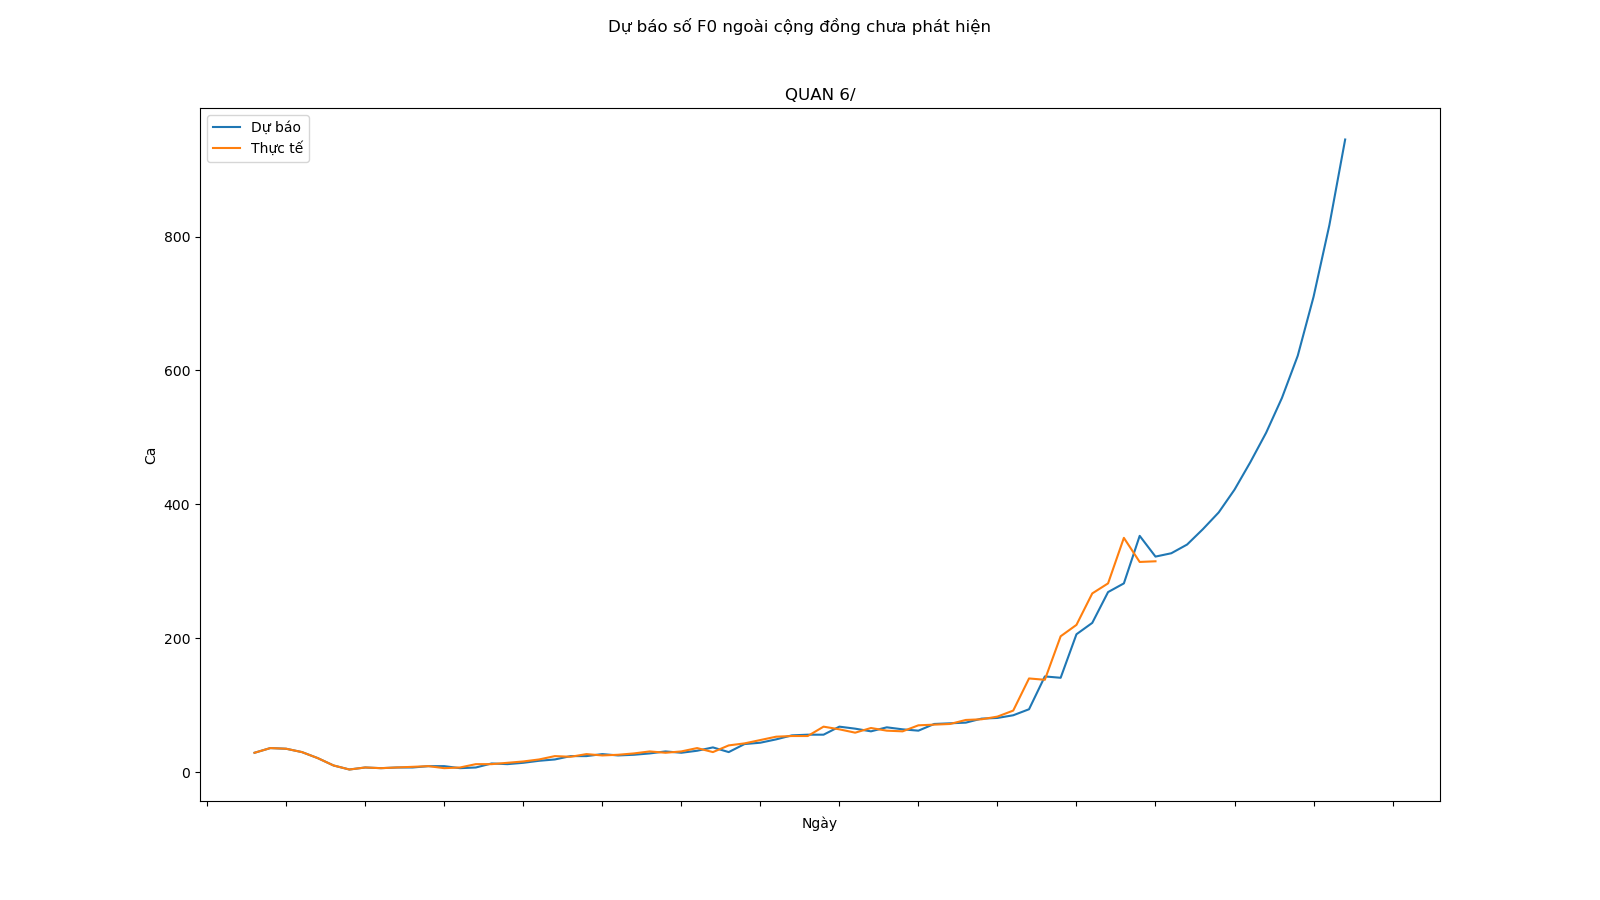 Dự báo số F0 ngoài cộng đồng chưa phát hiện
QUAN 6/
Dự báo
Thực tế
800
600
400
200
0
Ca
Ngày